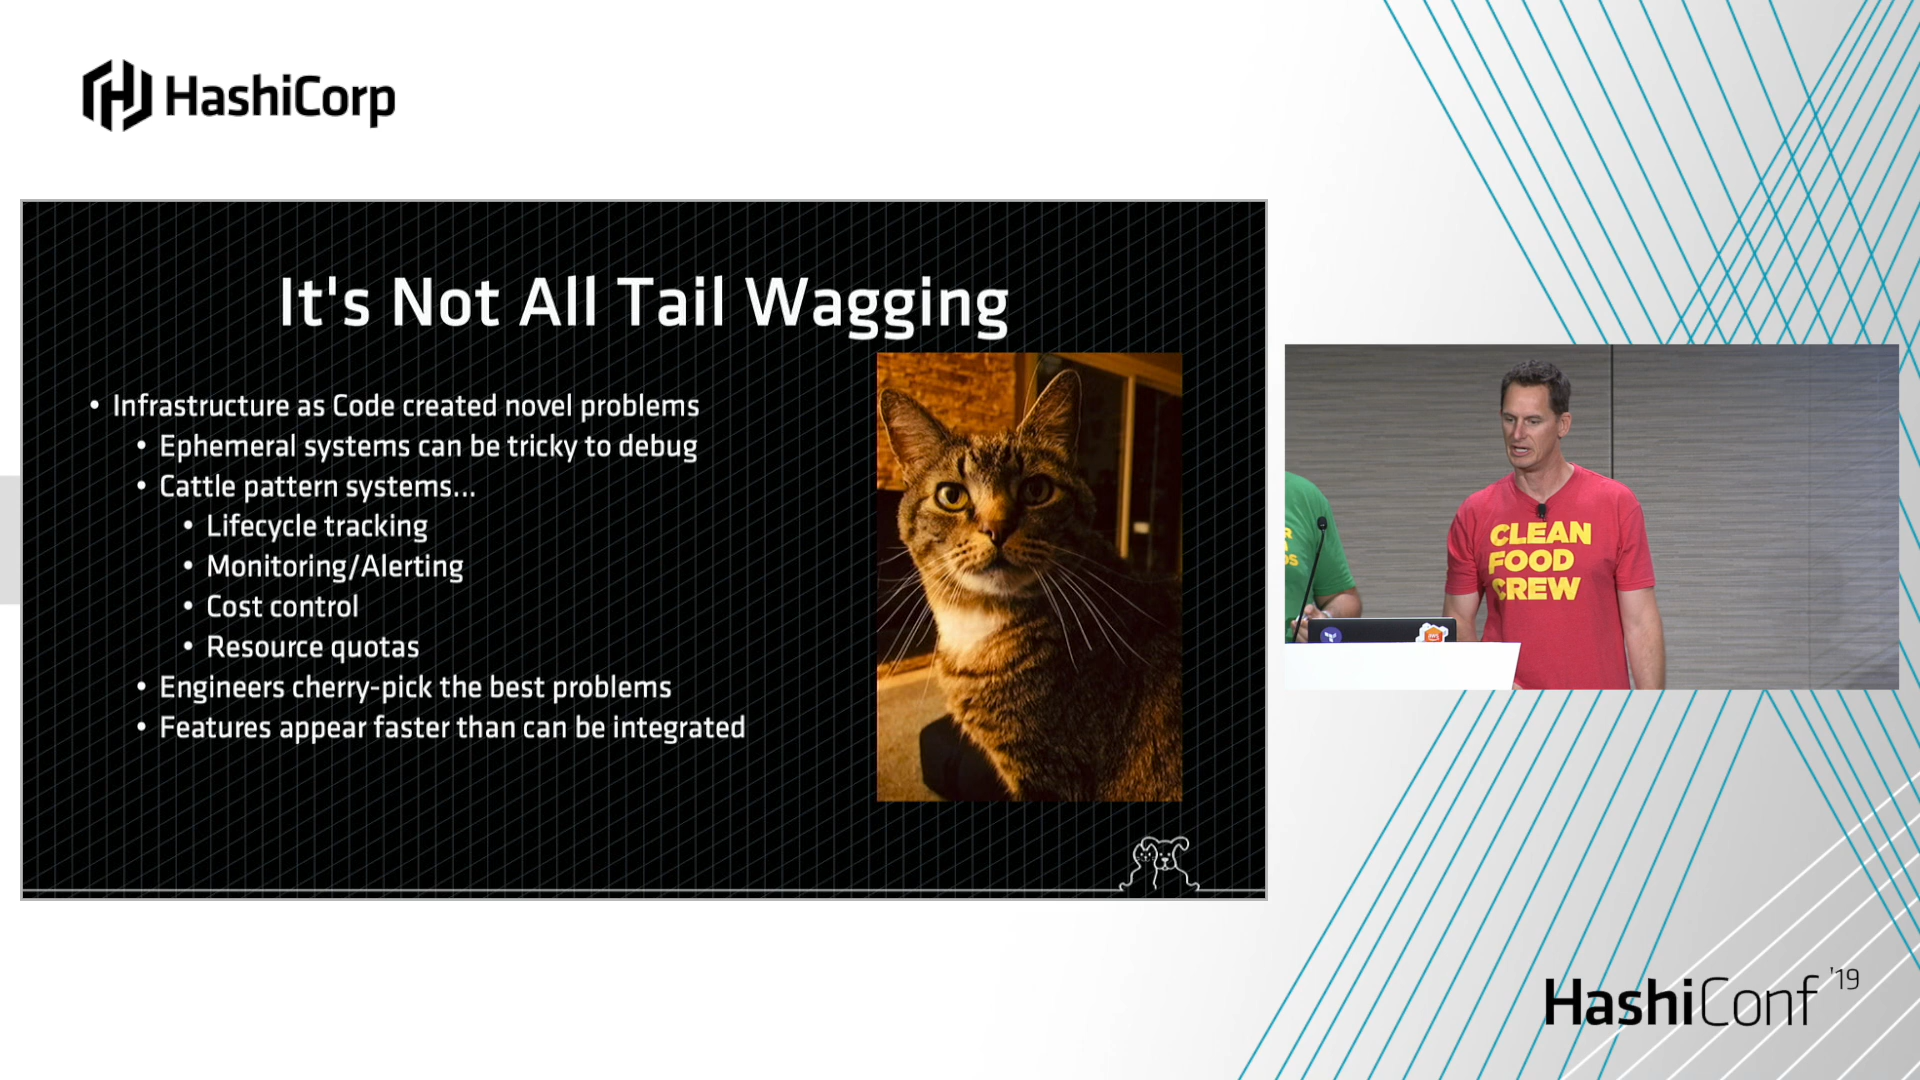 HashiCorp
It's Not All Tail Wagging
• Infrastructure as Code created novel problems
• Ephemeral systems can be tricky to debug
• Cattle pattern systems...
• Lifecycle tracking
• Monitoring/Alerting
• Cost control
• Resource quotas
• Engineers cherry-pick the best problems
• Features appear faster than can be integrated
CLEAN
FOOD
CREW
aws
HashiConf '19